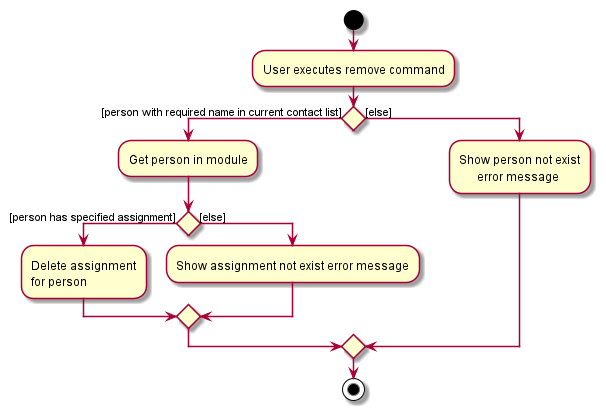 User executes remove command
[person with required name in current contact list]
[else]
Get person in module
Show person not exist
error message
[person has specified assignment]
[else]
Delete assignment
for person
Show assignment not exist error message